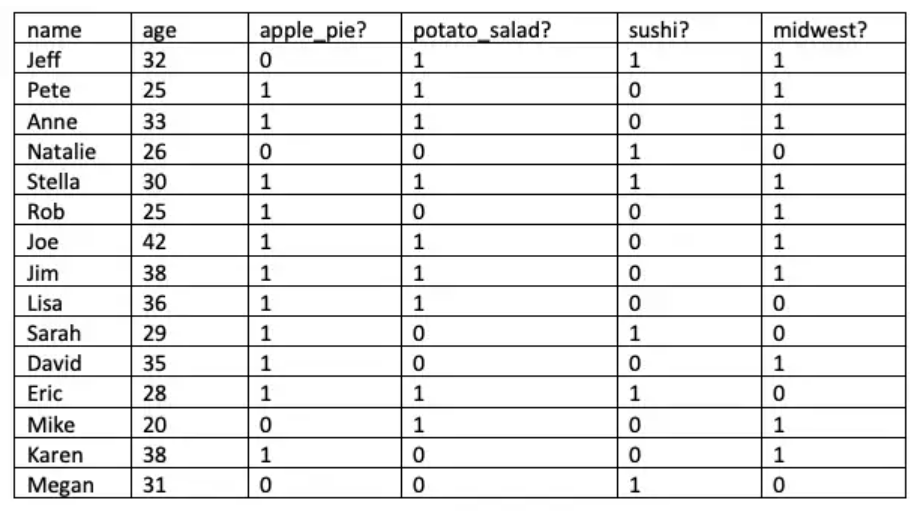 name age apple_pie? potato_salad? sushi? midwest?
Jeff 32 0 1 1 1
Pete 25 1 1 0 1
Anne 33 1 1 0 1
Natalie 26 0 0 1 0
Stella 30 1 1 1 1
Rob 25 1 0 0 1
Joe 42 1 1 0 1
Jim 38 1 1 0 1
Lisa 36 1 1 0 0
Sarah 29 1 0 1 0
David 35 1 0 0 1
Eric 28 1 1 1 0
Mike 20 0 1 0 1
Karen 38 1 0 0 1
Megan 31 0 0 1 0